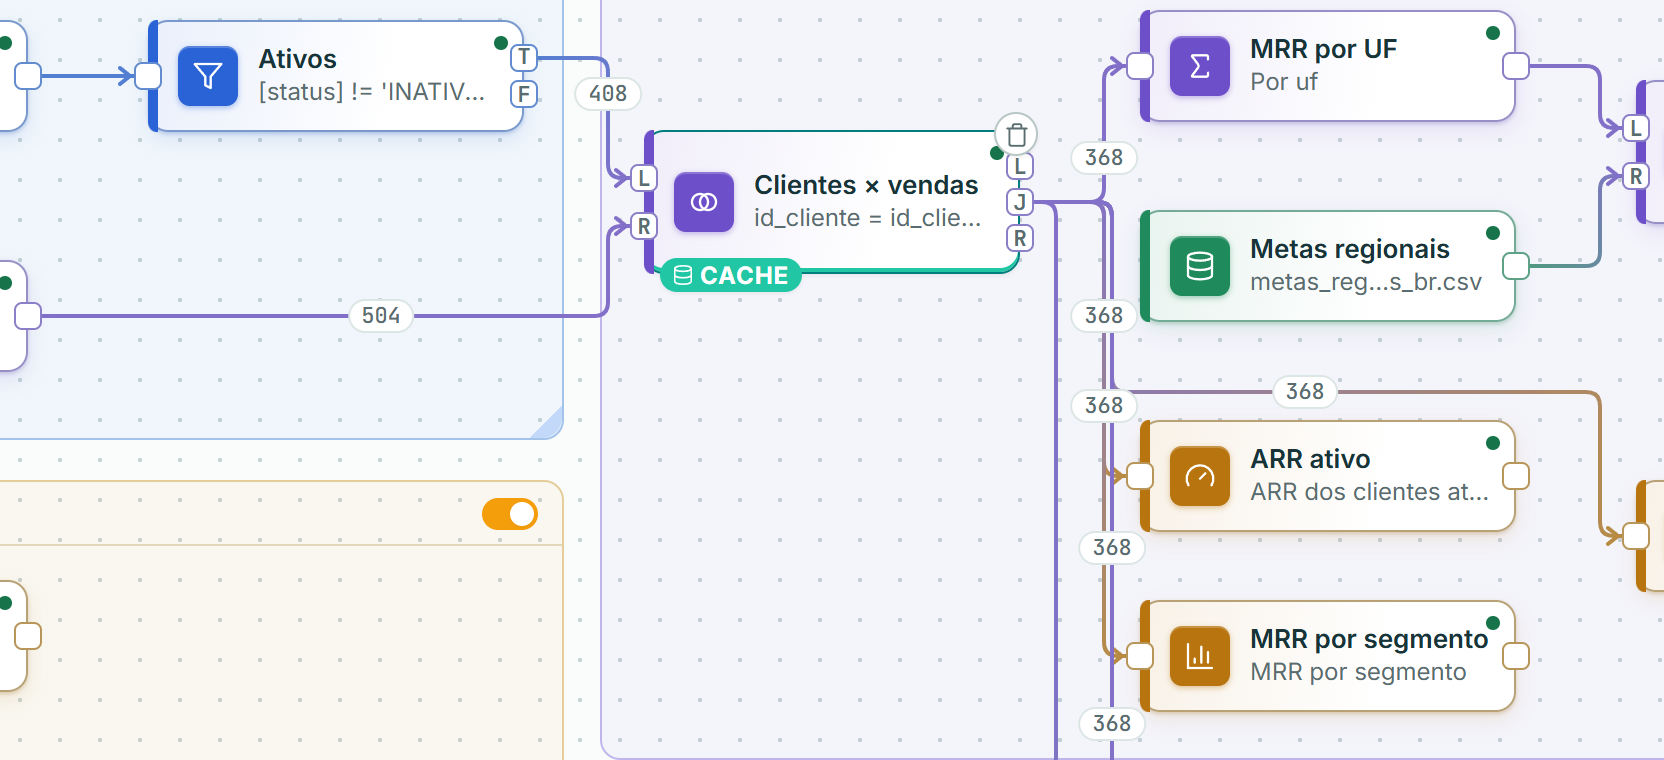 Ativos
[status] != 'INATIV...
T
F
408
L
R
Clientes × vendas
id_cliente = id_clie...
L
J
R
CACHE
504
368
MRR por UF
Por uf
L
R
Metas regionais
metas_reg...s_br.csv
368
368
368
ARR ativo
ARR dos clientes at...
368
MRR por segmento
MRR por segmento
368